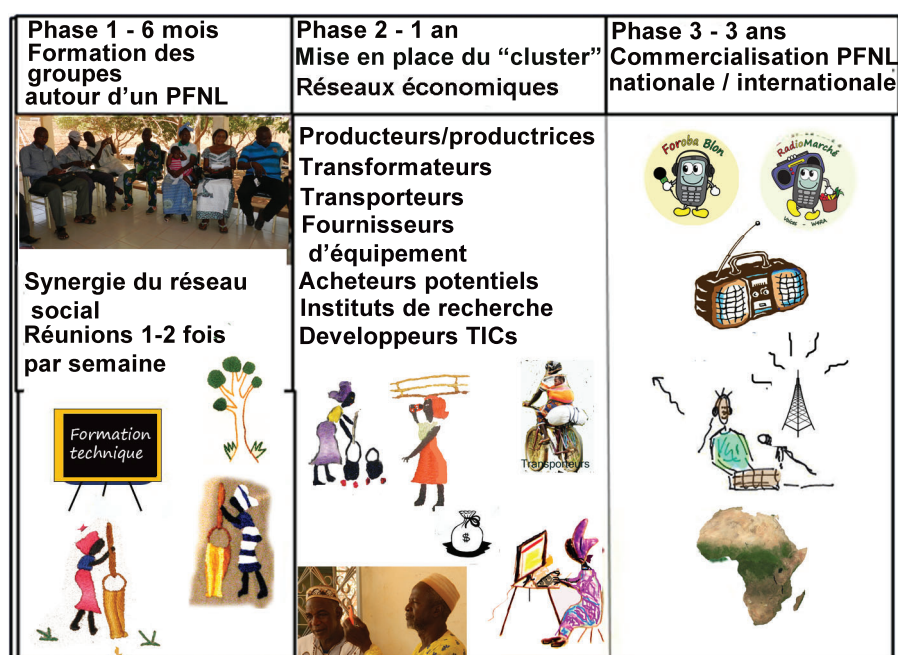 Phase 1 - 6 mois
Formation des
groupes
autour d’un PFNL
Synergie du réseau
social
Réunions 1-2 fois
par semaine
Formation
technique
Phase 2 - 1 an
Mise en place du “cluster”
Réseaux économiques
Producteurs/productrices
Transformateurs
Transporteurs
Fournisseurs
d’équipement
Acheteurs potentiels
Instituts de recherche
Developpeurs TICs
Transporteurs
$
Phase 3 - 3 ans
Commercialisation PFNL
nationale / internationale
Foroba Blon
RadioMarché
Voices - WeRA